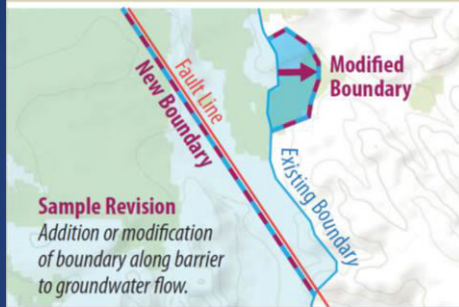 Modified
Boundary
Fault Line
New Boundary
Existing Boundary
Sample Revision
Addition or modification
of boundary along barrier
to groundwater flow.